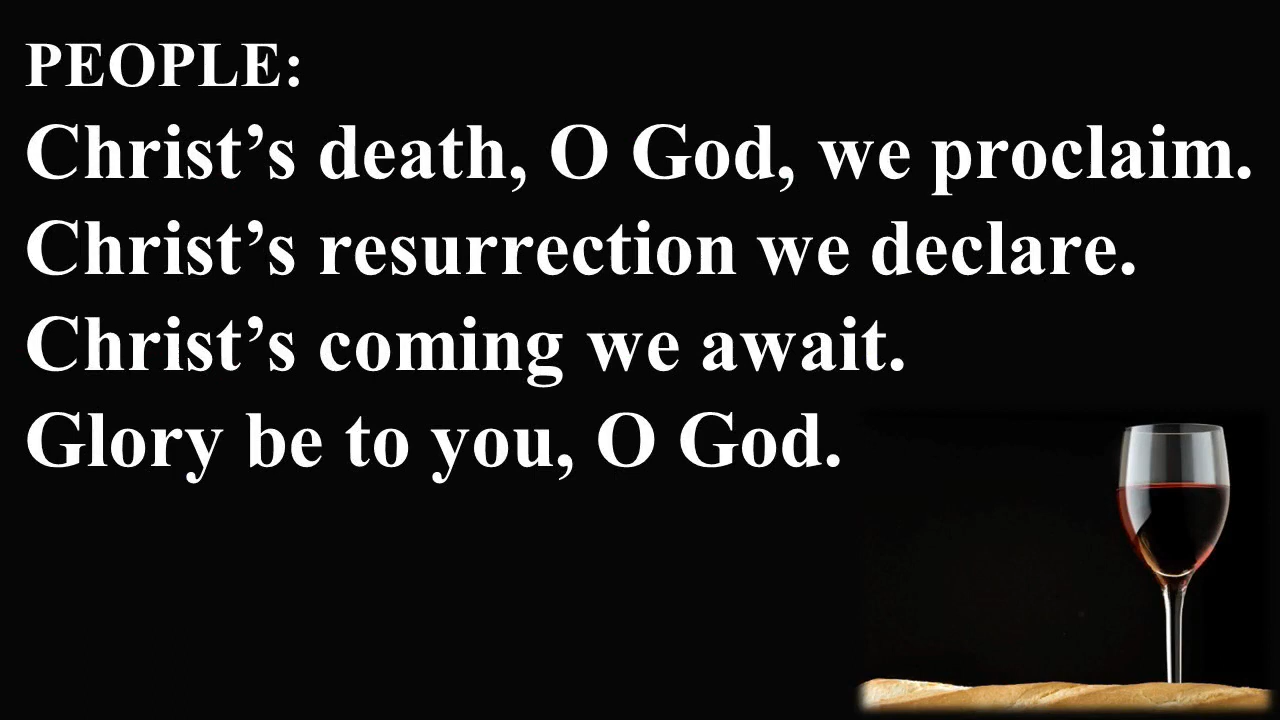 PEOPLE:
Christ’s death, O God, we proclaim.
Christ’s resurrection we declare.
Christ’s coming we await.
Glory be to you, O God.